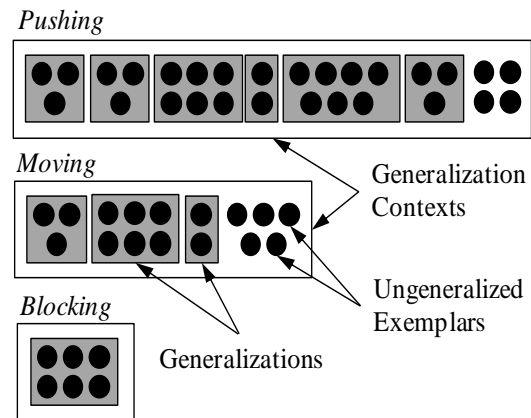 Pushing
Moving
Generalization
Contexts
Ungeneralized
Exemplars
Blocking
Generalizations